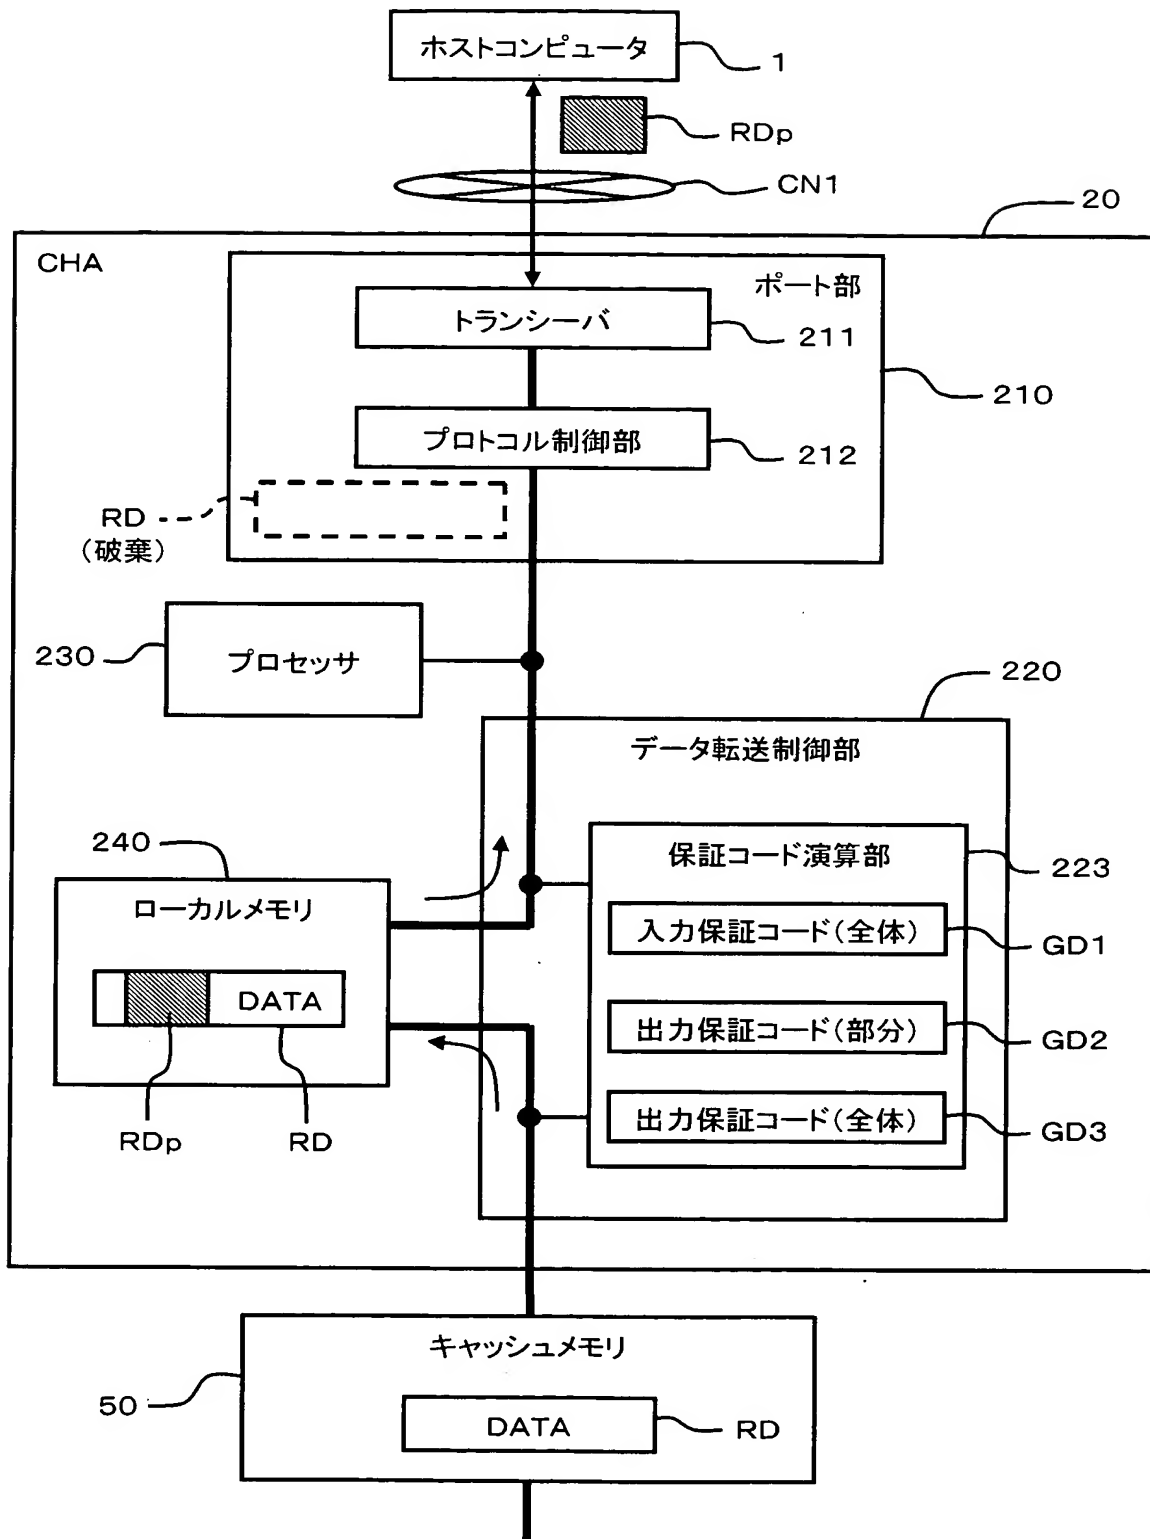 ホストコンピュータ
1
RDp
CN1
20
CHA
ポート部
トランシーバ
211
210
プロトコル制御部
212
RD
(破棄)
230
プロセッサ
220
データ転送制御部
240
保証コード演算部
223
ローカルメモリ
入力保証コード(全体)
GD1
DATA
出力保証コード(部分)
GD2
出力保証コード(全体)
GD3
RDp
RD
キャッシュメモリ
50
DATA
RD